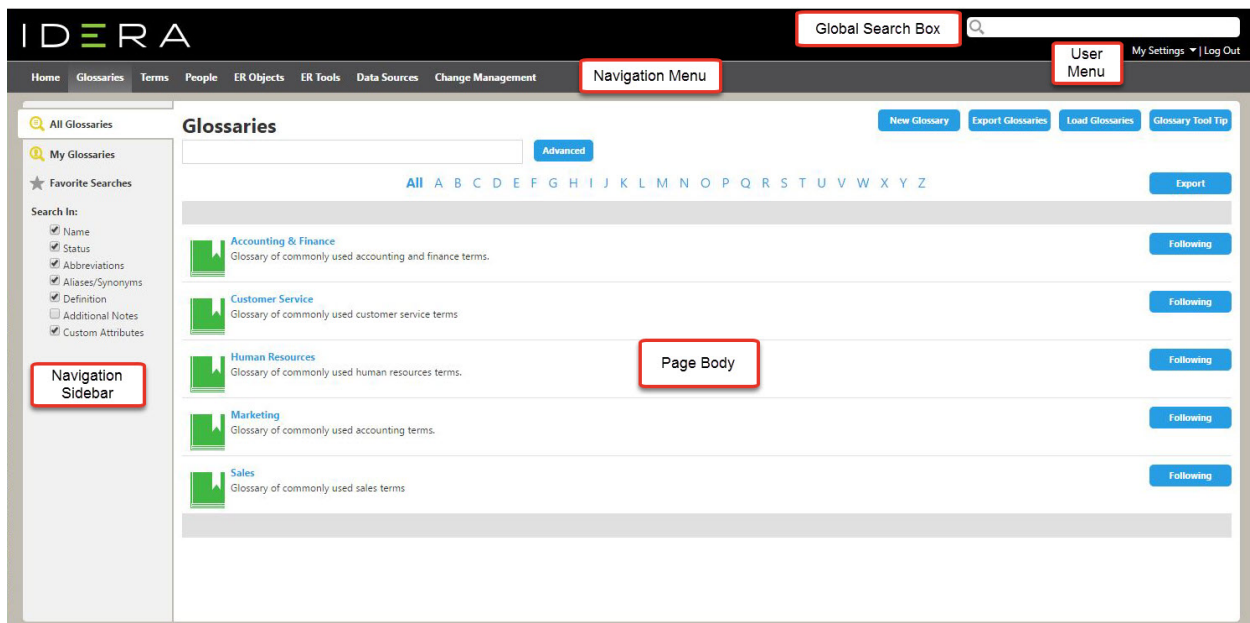 IDERA
Global Search Box
My Settings ▼ | Log Out
User
Menu
Home Glossaries Terms People ER Objects ER Tools Data Sources Change Management
Navigation Menu
All Glossaries
My Glossaries
Favorite Searches
Search In:
Name
Status
Abbreviations
Aliases/Synonyms
Definition
Additional Notes
Custom Attributes
Navigation
Sidebar
Glossaries
New Glossary Export Glossaries Load Glossaries Glossary Tool Tip
Advanced
All A B C D E F G H I J K L M N O P Q R S T U V W X Y Z
Export
Accounting & Finance
Glossary of commonly used accounting and finance terms.
Following
Customer Service
Glossary of commonly used customer service terms
Following
Human Resources
Glossary of commonly used human resources terms.
Following
Page Body
Marketing
Glossary of commonly used accounting terms.
Following
Sales
Glossary of commonly used sales terms
Following